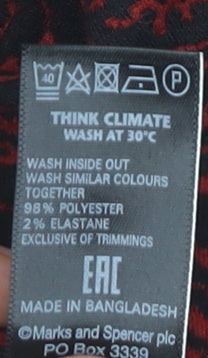 40 P
THINK CLIMATE
WASH AT 30°C
WASH INSIDE OUT
WASH SIMILAR COLOURS
TOGETHER
98% POLYESTER
2% ELASTANE
EXCLUSIVE OF TRIMMINGS
EAC
MADE IN BANGLADESH
©Marks and Spencer plc
PO Box 3339